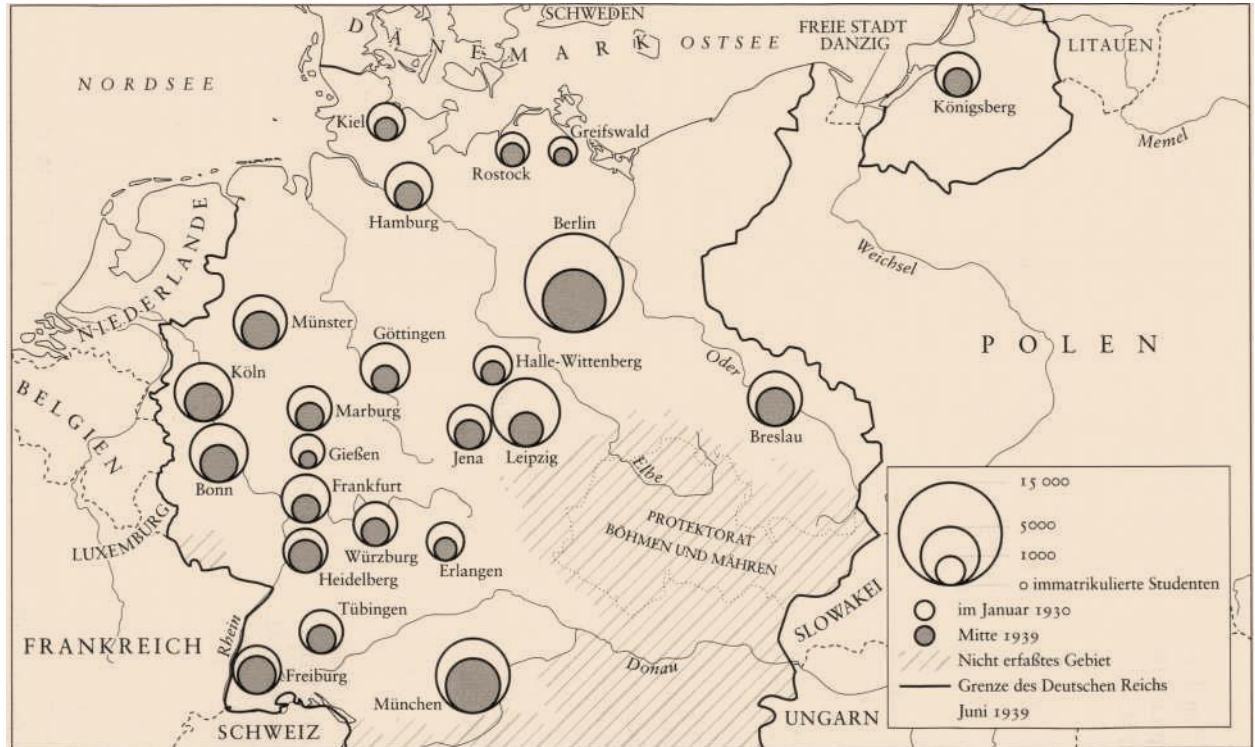 SCHWEDEN
DÄNEMARK
OSTSEE
FREIE STADT
DANZIG
LITAUEN
NORDSEE
Königsberg
Memel
Kiel
Greifswald
Rostock
Hamburg
Berlin
Weichsel
NIEDERLANDE
Münster
Göttingen
Halle-Wittenberg
Oder
POLEN
Köln
BELGIEN
Marburg
Breslau
Gießen
Jena
Leipzig
Bonn
Elbe
Frankfurt
LUXEMBURG
Würzburg
Erlangen
Heidelberg
PROTEKTORAT
BÖHMEN UND MÄHREN
Tübingen
SLOWAKEI
FRANKREICH
Rhein
Freiburg
Donau
München
SCHWEIZ
UNGARN
15 000
5000
1000
0 immatrikulierte Studenten
im Januar 1930
Mitte 1939
Nicht erfaßtes Gebiet
Grenze des Deutschen Reichs
Juni 1939